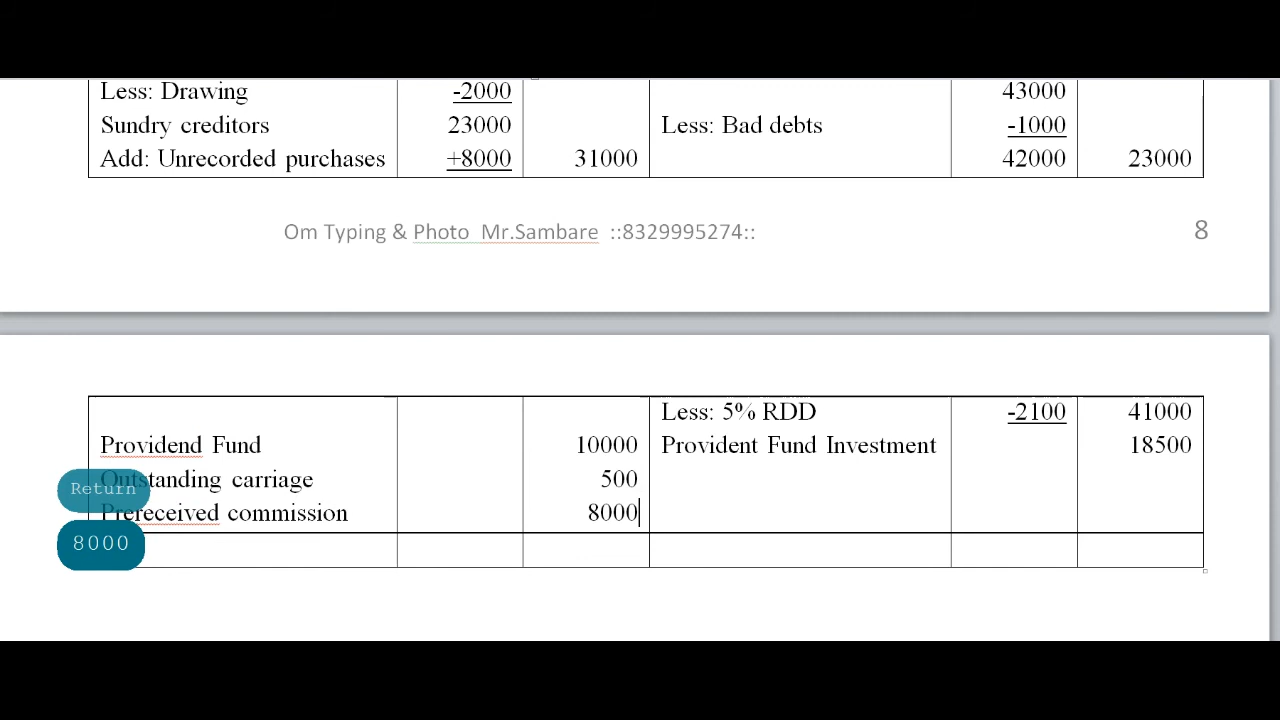 Less: Drawing -2000 43000
Sundry creditors 23000 Less: Bad debts -1000
Add: Unrecorded purchases +8000 31000 42000 23000
Om Typing & Photo Mr.Sambare ::8329995274:: 8
Less: 5% RDD -2100 41000
Providend Fund 10000 Provident Fund Investment 18500
Outstanding carriage 500
Prereceived commission 8000
Return
8000